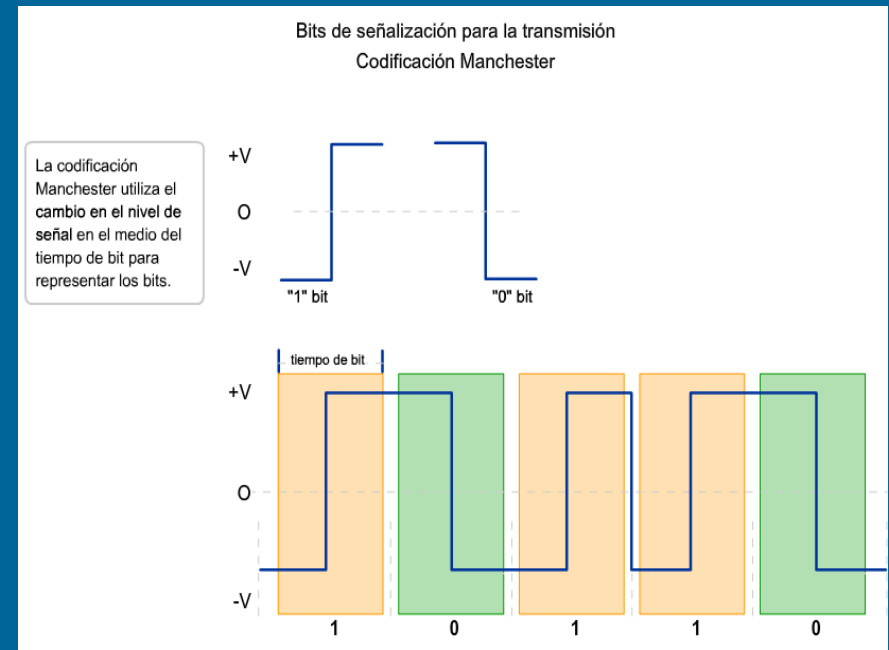 Bits de señalización para la transmisión
Codificación Manchester
La codificación
Manchester utiliza el
cambio en el nivel de
señal en el medio del
tiempo de bit para
representar los bits.
+V
O
-V
"1" bit
"0" bit
tiempo de bit
+V
O
-V
1 0 1 1 0